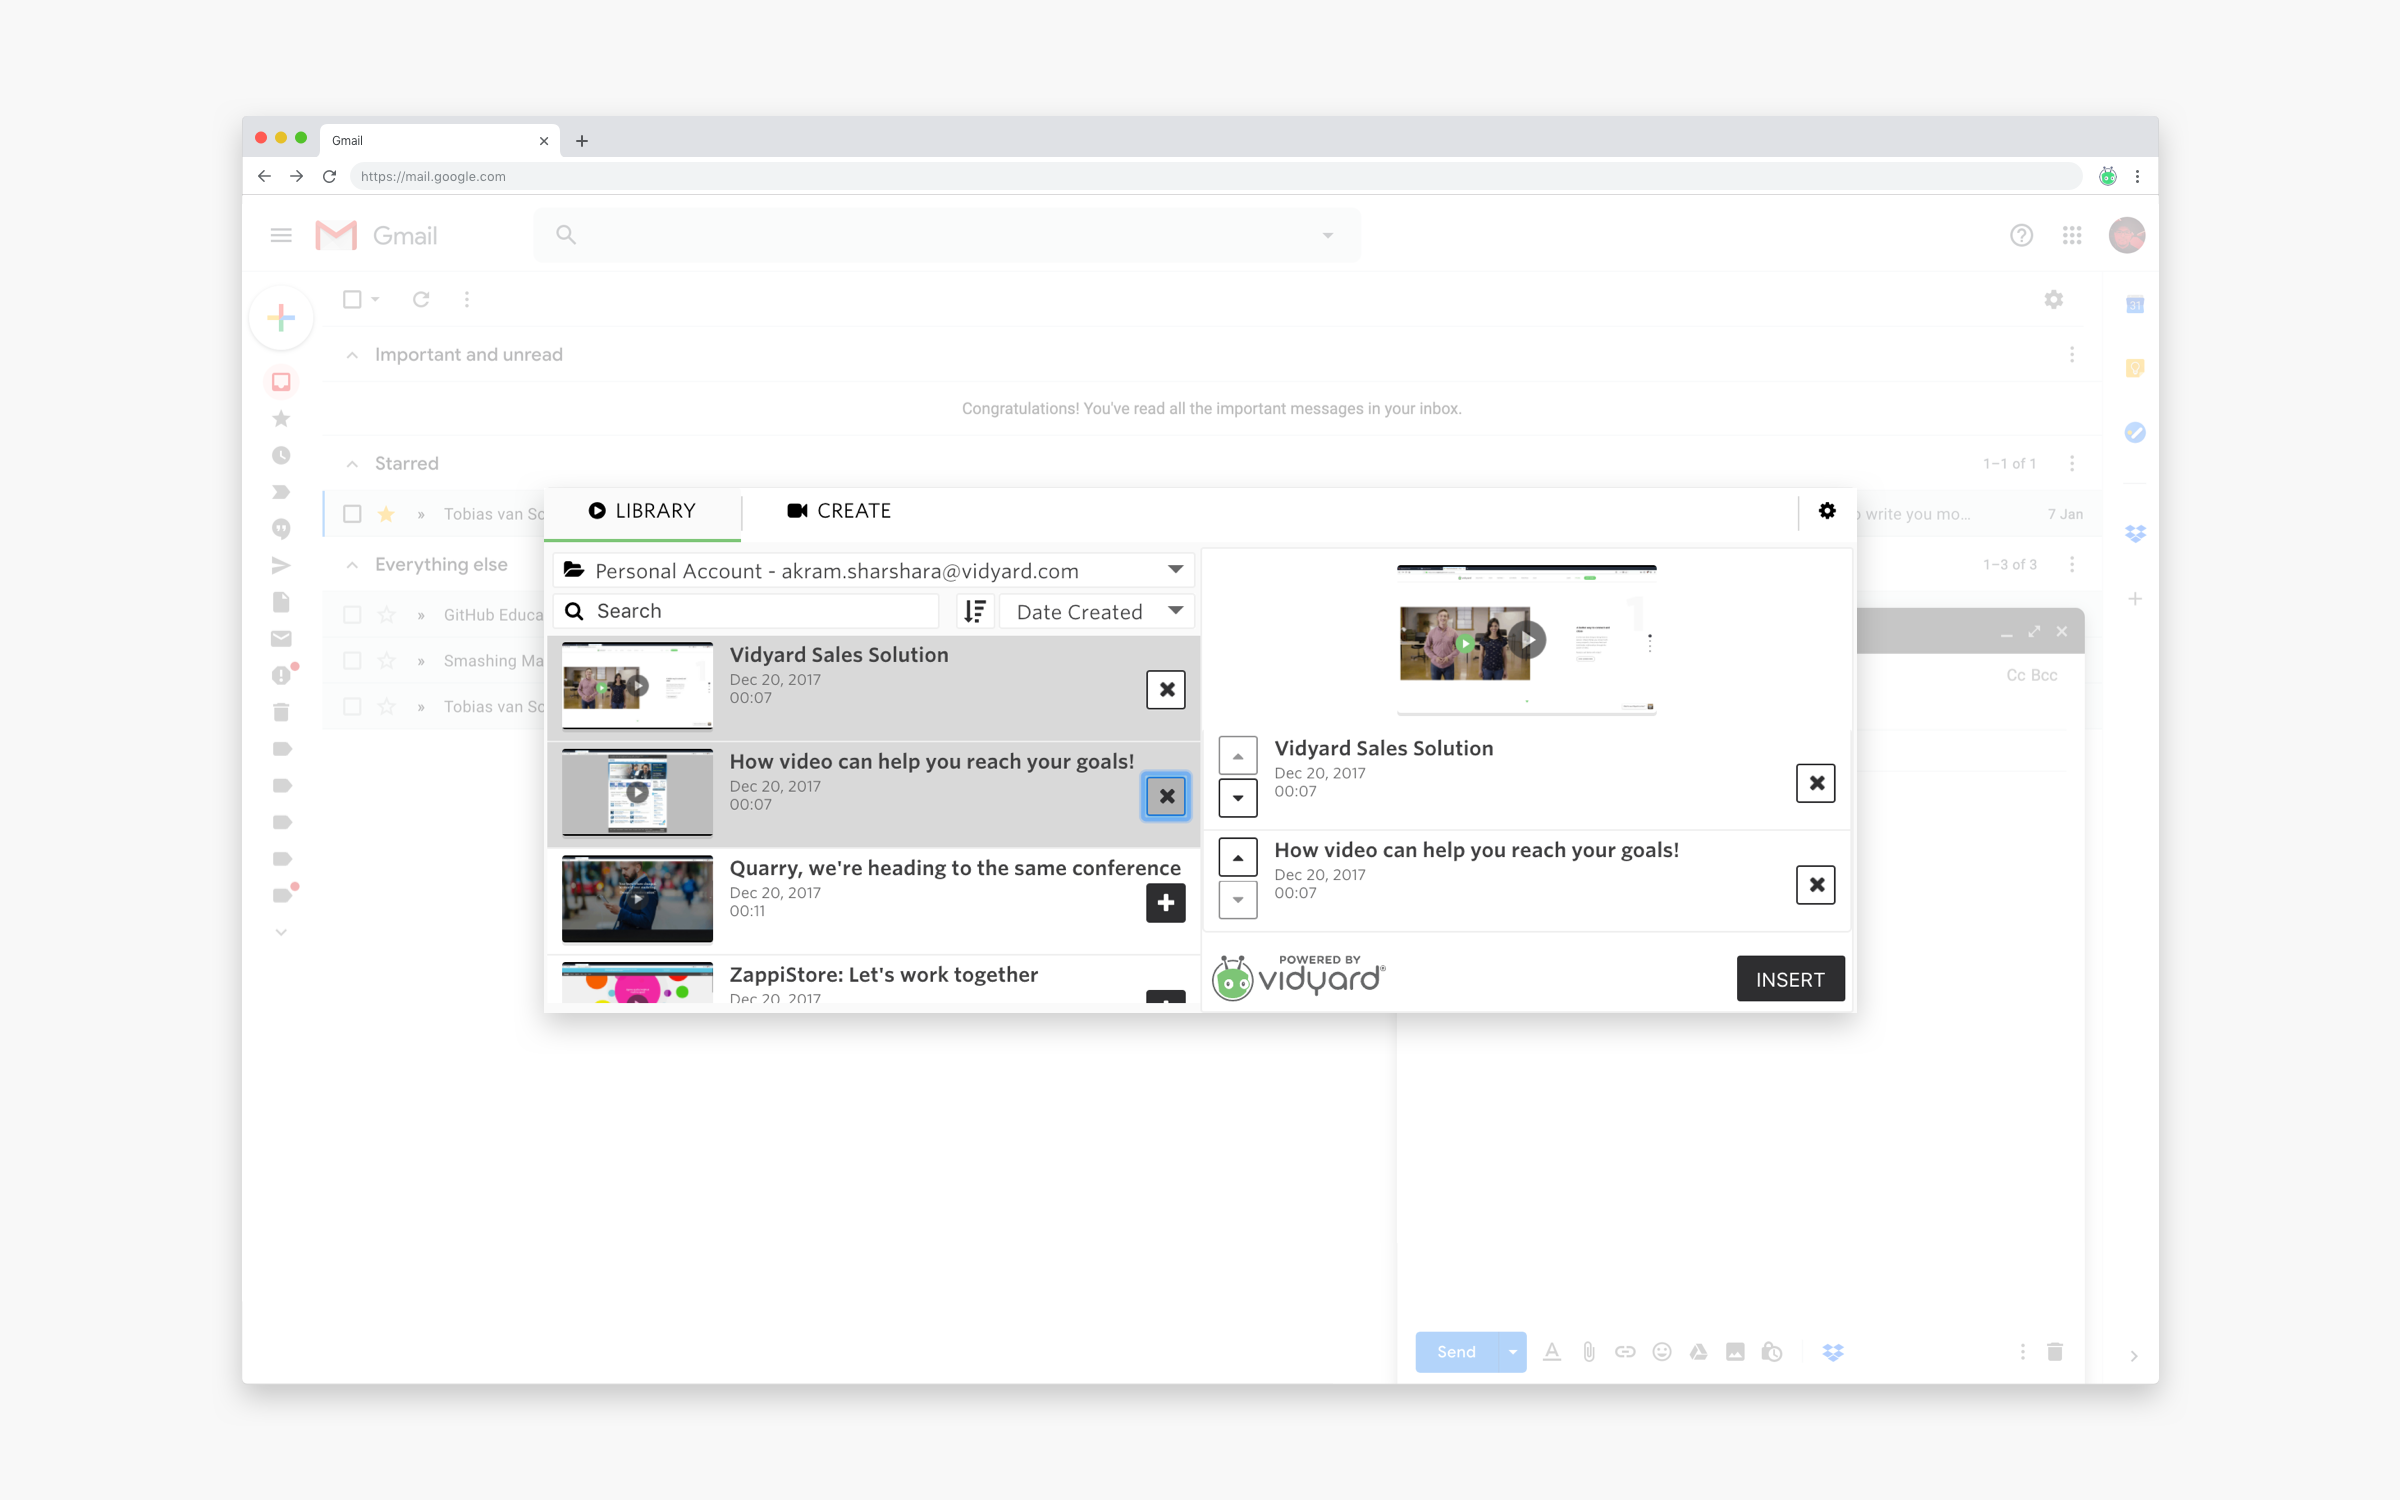 Gmail
https://mail.google.com
Gmail
Important and unread
Congratulations! You've read all the important messages in your inbox.
Starred
1–1 of 1
Tobias van Sc
o write you mo...
7 Jan
Everything else
1–3 of 3
GitHub Educa
Smashing Ma
Tobias van Sc
31
LIBRARY
CREATE
Personal Account - akram.sharshara@vidyard.com
Search
Date Created
Vidyard Sales Solution
Dec 20, 2017
00:07
How video can help you reach your goals!
Dec 20, 2017
00:07
Quarry, we're heading to the same conference
Dec 20, 2017
00:11
ZappiStore: Let's work together
Dec 20, 2017
1
Vidyard Sales Solution
Dec 20, 2017
00:07
How video can help you reach your goals!
Dec 20, 2017
00:07
POWERED BY
vidyard®
INSERT
Cc Bcc
Send